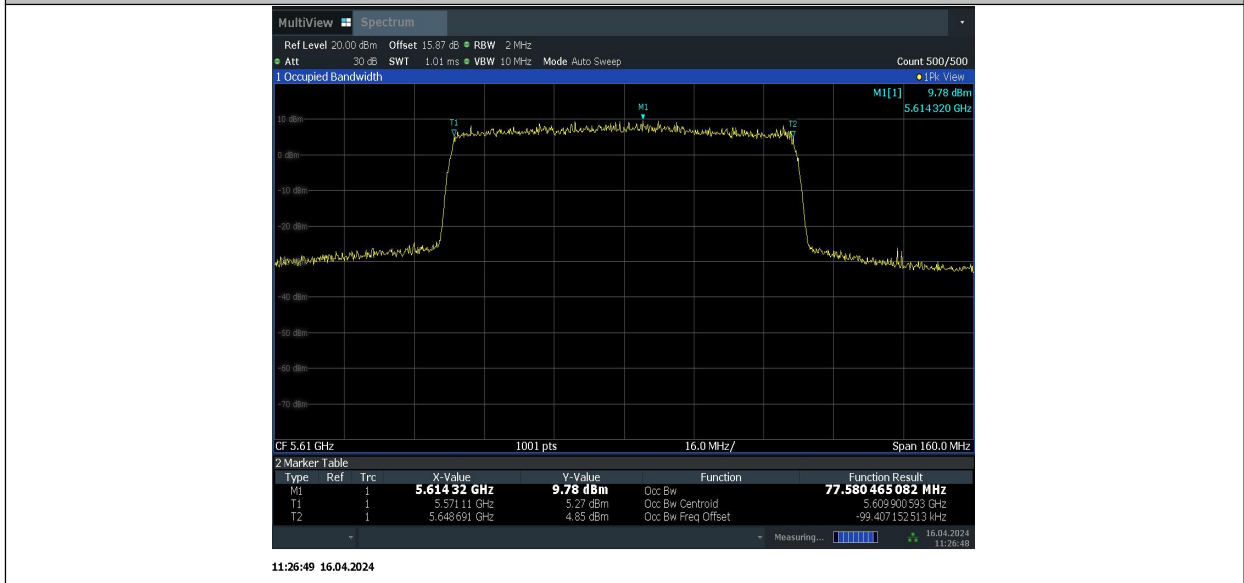 MultiView Spectrum
Ref Level 20.00 dBm Offset 15.87 dB RBW 2 MHz
Att 30 dB SWT 1.01 ms VBW 10 MHz Mode Auto Sweep Count 500/500
1 Occupied Bandwidth 1Pk View
M1[1] 9.78 dBm
5.614320 GHz
M1
10 dBm
T1
T2
0 dBm
-10 dBm
-20 dBm
-40 dBm
-50 dBm
-60 dBm
-70 dBm
CF 5.61 GHz 1001 pts 16.0 MHz/ Span 160.0 MHz
2 Marker Table
Type Ref Trc X-Value Y-Value Function Function Result
M1 1 5.614 32 GHz 9.78 dBm Occ Bw 77.580 465 082 MHz
T1 1 5.571 11 GHz 5.27 dBm Occ Bw Centroid 5.609 900 593 GHz
T2 1 5.648 691 GHz 4.85 dBm Occ Bw Freq Offset -99.407 152 513 kHz
Measuring... 16.04.2024
11:26:48
11:26:49 16.04.2024